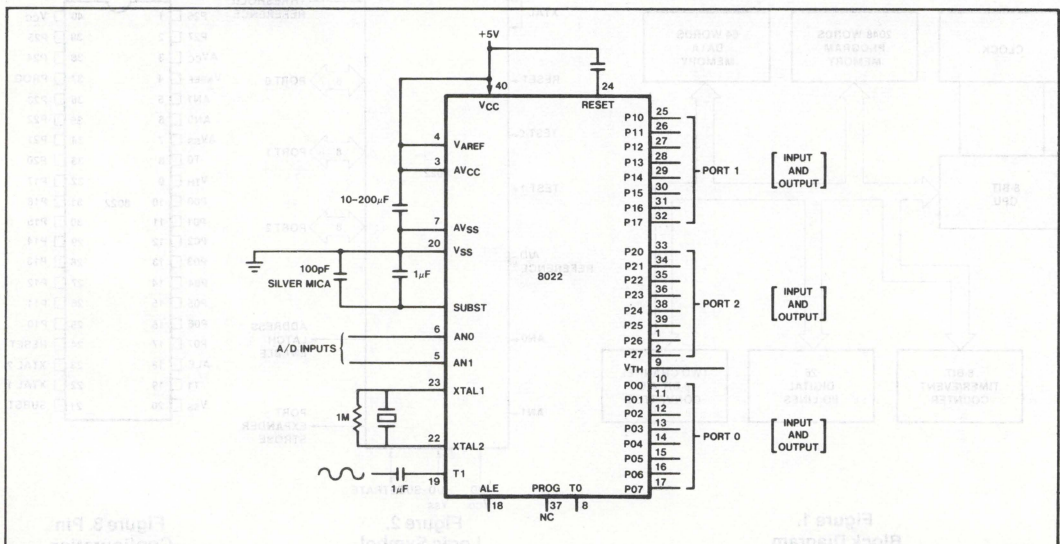 +5V
40
24
VCC
RESET
4 VAREF
3 AVCC
10–200μF
7 AVSS
20 VSS
100pF
SILVER MICA
1μF
SUBST
8022
6 AN0
A/D INPUTS
5 AN1
23 XTAL1
1M
22 XTAL2
19 T1
1μF
ALE
PROG
T0
18
37
8
NC
P10 25
P11 26
P12 27
P13 28
P14 29
P15 30
P16 31
P17 32
PORT 1
INPUT
AND
OUTPUT
P20 33
P21 34
P22 35
P23 36
P24 38
P25 39
P26 1
P27 2
PORT 2
INPUT
AND
OUTPUT
VTH 9
P00 10
P01 11
P02 12
P03 13
P04 14
P05 15
P06 16
P07 17
PORT 0
INPUT
AND
OUTPUT